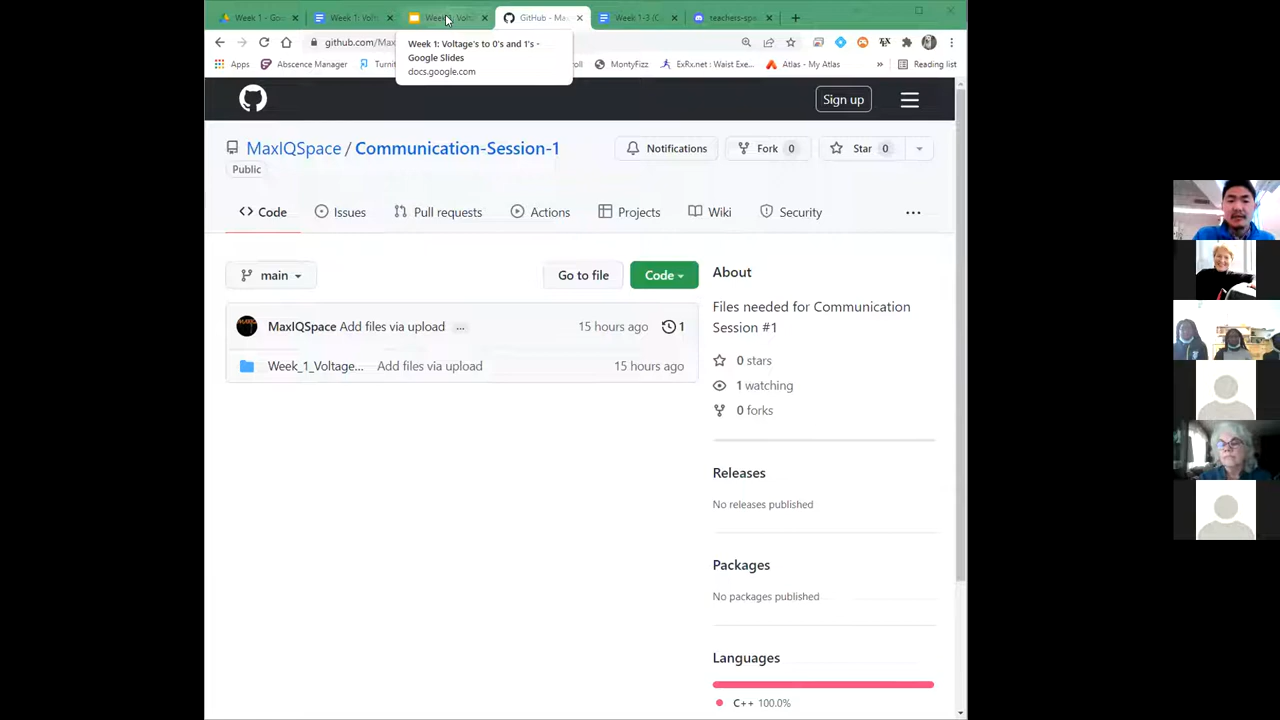 Week 1 - Go
Week 1: Volt
Week
Volt
GitHub - Ma
Week 1-3 (C
teachers-sp
github.com/Max
Week 1: Voltage's to 0's and 1's -
Google Slides
docs.google.com
Apps
Abscence Manager
Turnit
roll
MontyFizz
ExRx.net : Waist Exe...
Atlas - My Atlas
»
Reading list
Sign up
MaxIQSpace / Communication-Session-1
Public
Notifications
Fork 0
Star 0
Code
Issues
Pull requests
Actions
Projects
Wiki
Security
...
main
Go to file
Code
About
Files needed for Communication
Session #1
MaxIQSpace Add files via upload ...
15 hours ago
1
Week_1_Voltage...
Add files via upload
15 hours ago
0 stars
1 watching
0 forks
Releases
No releases published
Packages
No packages published
Languages
C++ 100.0%